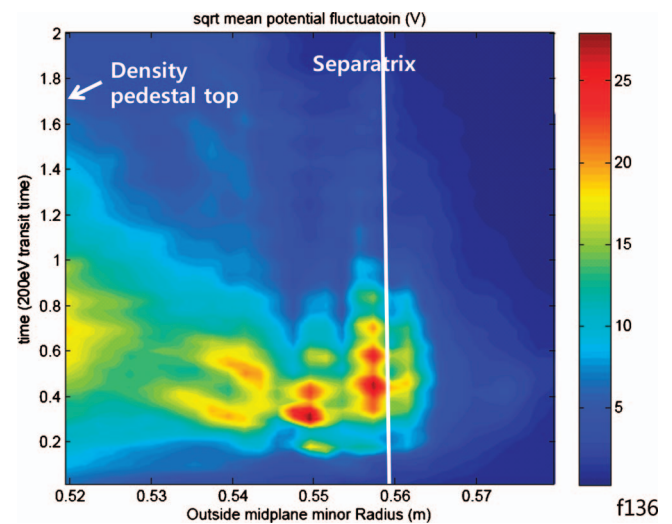 sqrt mean potential fluctuatoin (V)
Separatrix
Density
pedestal top
time (200eV transit time)
2
1.8
1.6
1.4
1.2
1
0.8
0.6
0.4
0.2
0.52 0.53 0.54 0.55 0.56 0.57
Outside midplane minor Radius (m)
25
20
15
10
5
f136